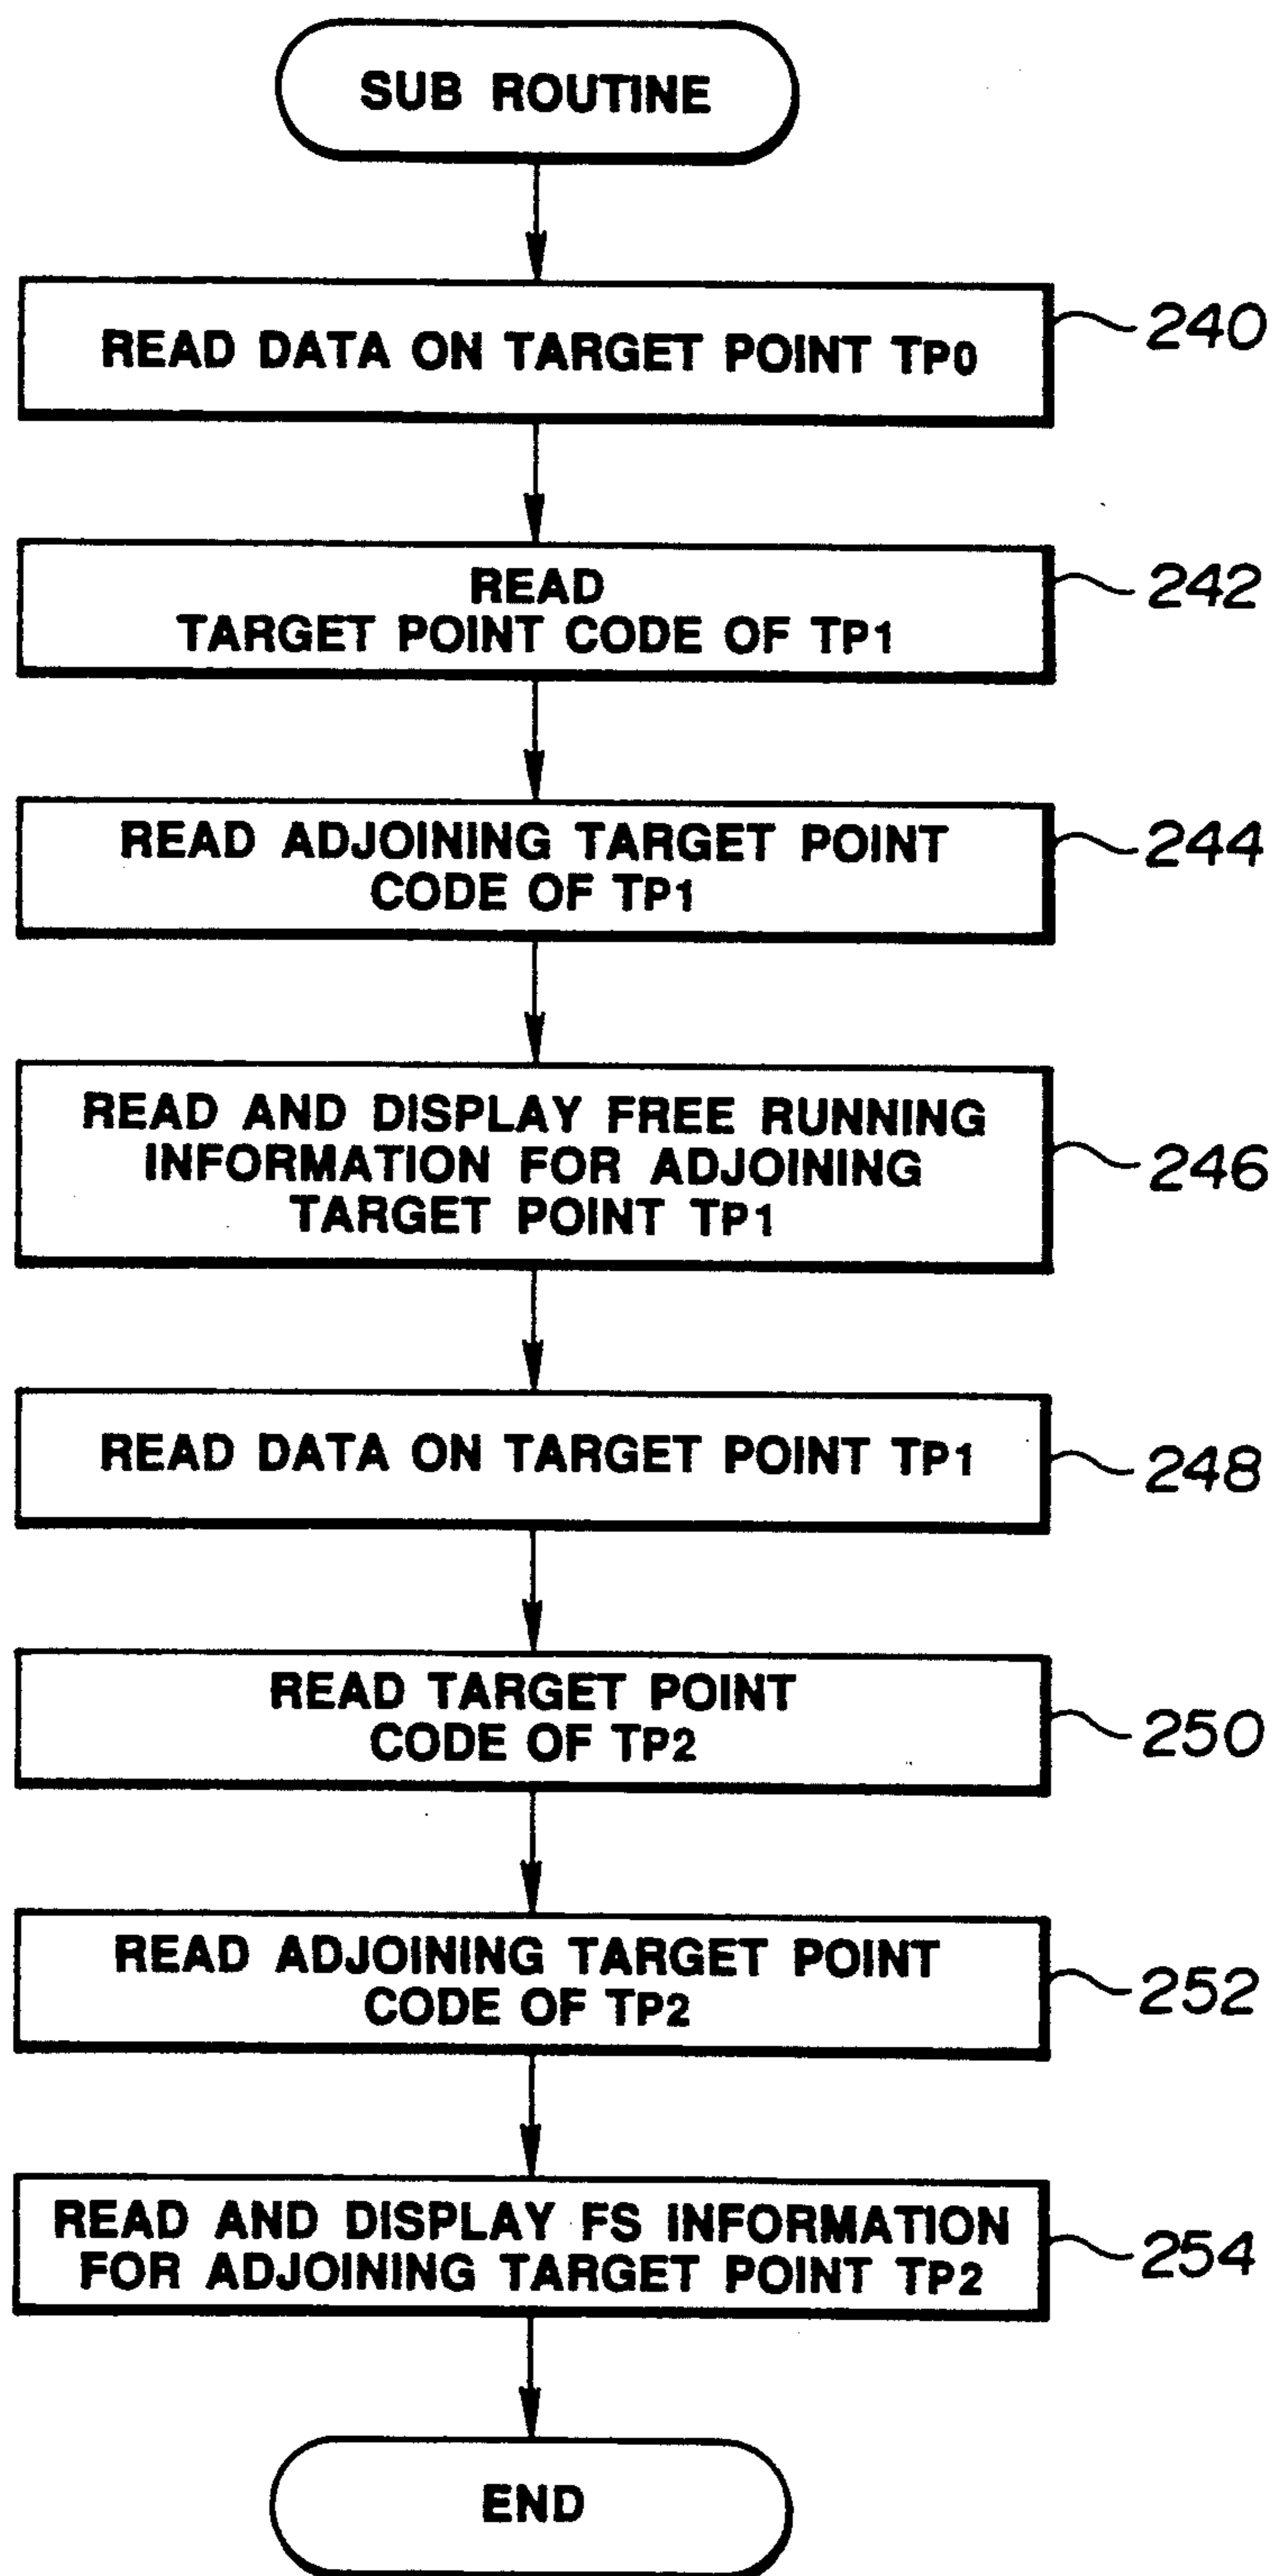 SUB ROUTINE
READ DATA ON TARGET POINT TP0
240
READ
TARGET POINT CODE OF TP1
242
READ ADJOINING TARGET POINT
CODE OF TP1
244
READ AND DISPLAY FREE RUNNING
INFORMATION FOR ADJOINING
TARGET POINT TP1
246
READ DATA ON TARGET POINT TP1
248
READ TARGET POINT
CODE OF TP2
250
READ ADJOINING TARGET POINT
CODE OF TP2
252
READ AND DISPLAY FS INFORMATION
FOR ADJOINING TARGET POINT TP2
254
END